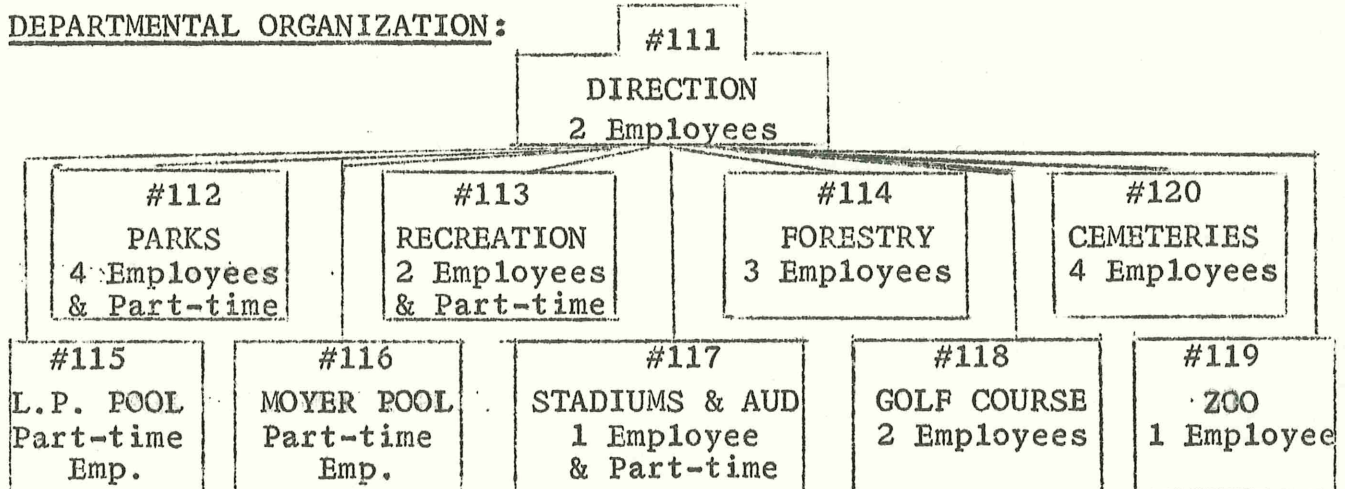 DEPARTMENTAL ORGANIZATION:
#111
DIRECTION
2 Employees
#112
PARKS
4 Employees
& Part-time
#113
RECREATION
2 Employees
& Part-time
#114
FORESTRY
3 Employees
#120
CEMETERIES
4 Employees
#115
L.P. POOL
Part-time
Emp.
#116
MOYER POOL
Part-time
Emp.
#117
STADIUMS & AUD
1 Employee
& Part-time
#118
GOLF COURSE
2 Employees
#119
ZOO
1 Employee